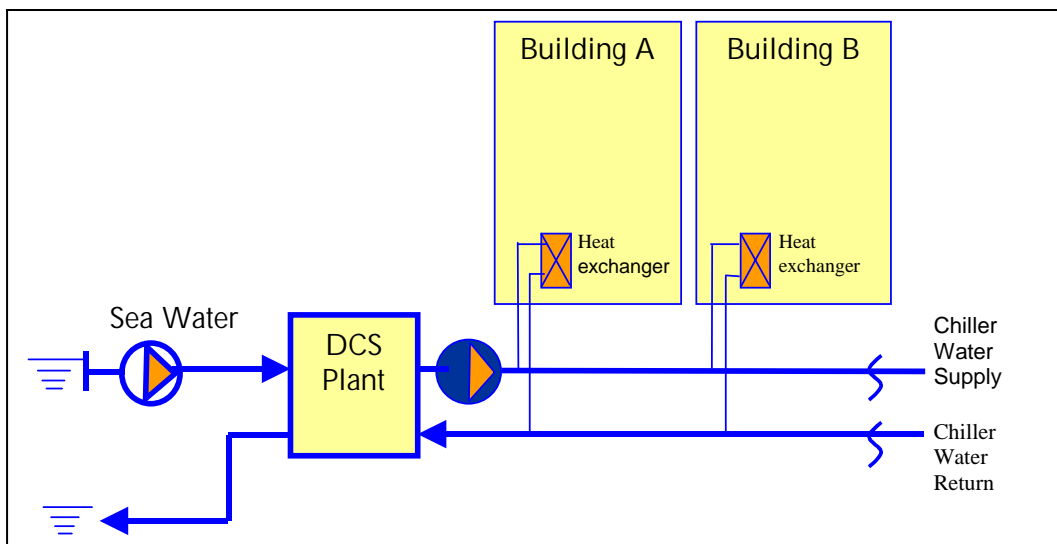 Building A
Building B
Heat
exchanger
Heat
exchanger
Sea Water
DCS
Plant
Chiller
Water
Supply
Chiller
Water
Return